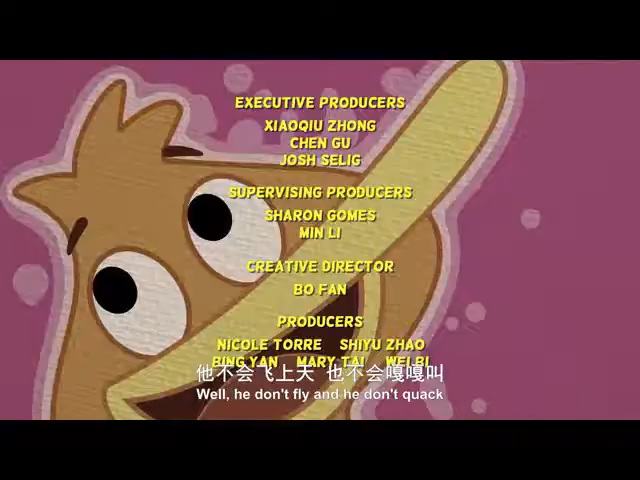 EXECUTIVE PRODUCERS
XIAOQIU ZHONG
CHEN GU
JOSH SELIG
SUPERVISING PRODUCERS
SHARON GOMES
MIN LI
CREATIVE DIRECTOR
BO FAN
PRODUCERS
NICOLE TORRE SHIYU ZHAO
BING YAN MARY TAI WEI BI
他不会飞上天 也不会嘎嘎叫
Well, he don't fly and he don't quack